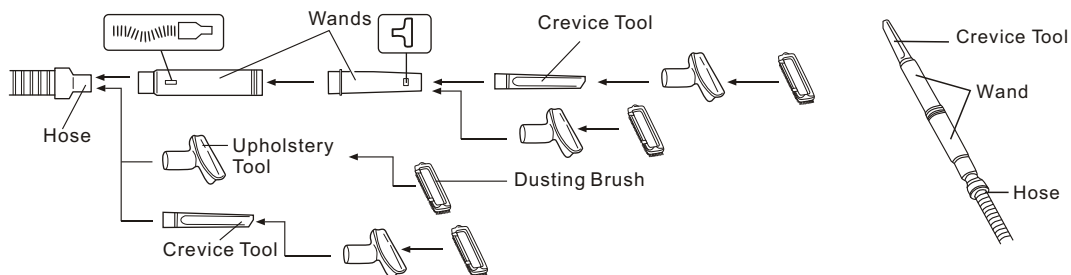 Wands
Crevice Tool
Crevice Tool
Wand
Hose
Upholstery
Tool
Dusting Brush
Hose
Crevice Tool